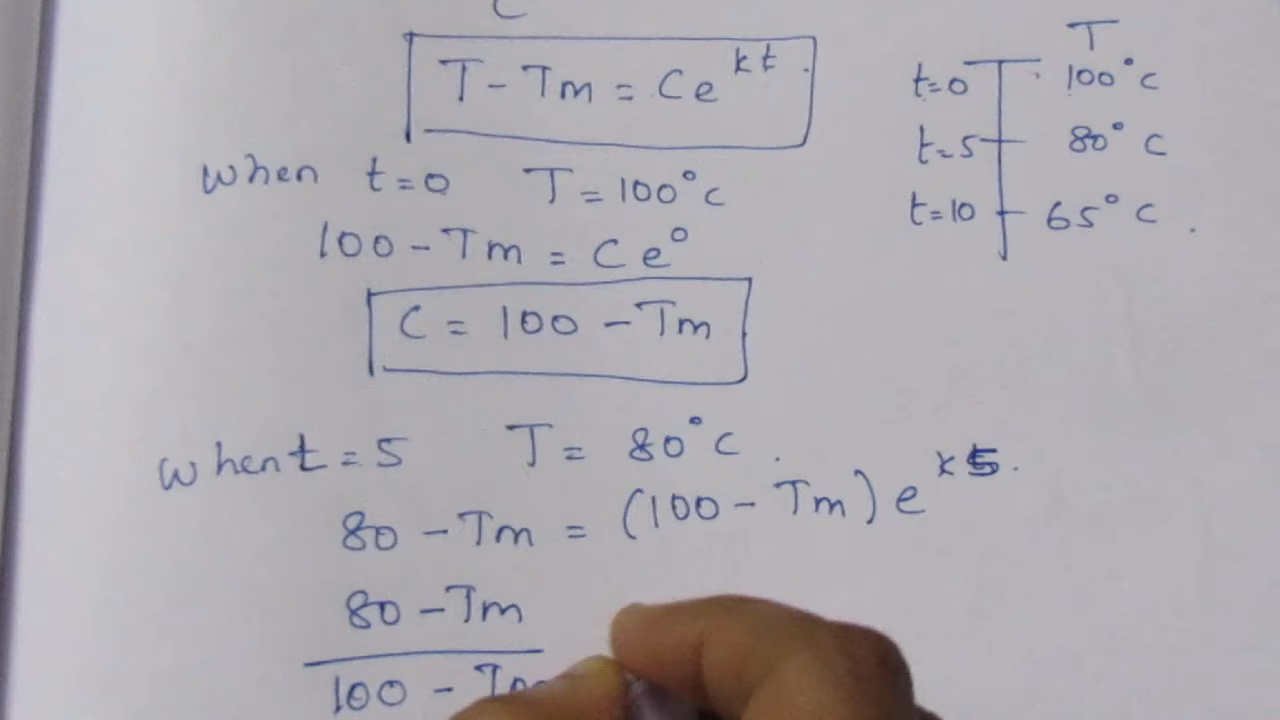 C
T - Tm = Ce^kt.
T
t=0 100°C
t=5 80°C
t=10 65°C.
when t=0 T=100°C
100 - Tm = Ce°
C = 100 - Tm
when t = 5 T = 80°C.
80 - Tm = (100 - Tm) e^k5.
80 - Tm
100 - Tm